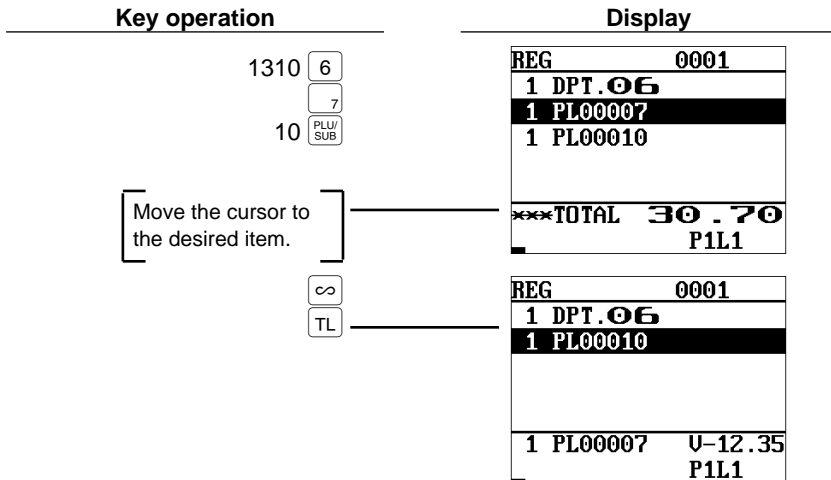 Key operation Display
1310 6
7
10 PLU/
SUB
REG 0001
1 DPT.06
1 PL00007
1 PL00010
***TOTAL 30.70
P1L1
Move the cursor to
the desired item.
∞
TL
REG 0001
1 DPT.06
1 PL00010
1 PL00007 V-12.35
P1L1